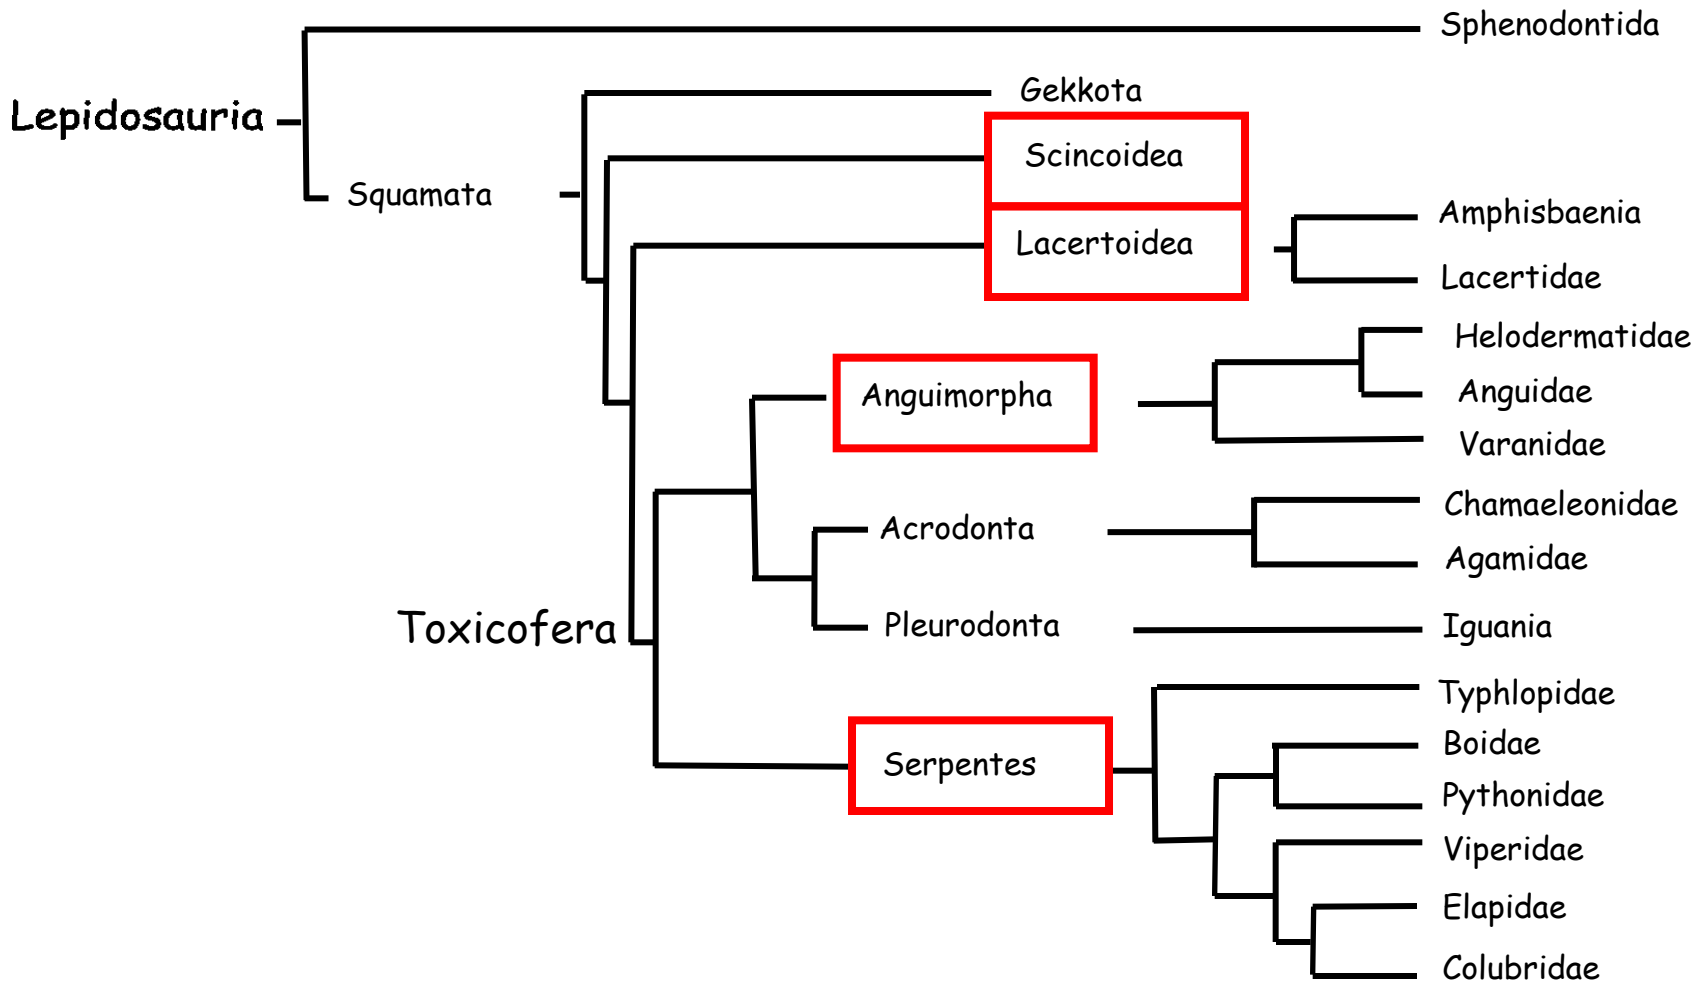 Sphenodontida
Gekkota
Lepidosauria
Scincoidea
Squamata
Amphisbaenia
Lacertoidea
Lacertidae
Helodermatidae
Anguimorpha
Anguidae
Varanidae
Chamaeleonidae
Acrodonta
Agamidae
Toxicofera
Pleurodonta
Iguania
Typhlopidae
Boidae
Serpentes
Pythonidae
Viperidae
Elapidae
Colubridae